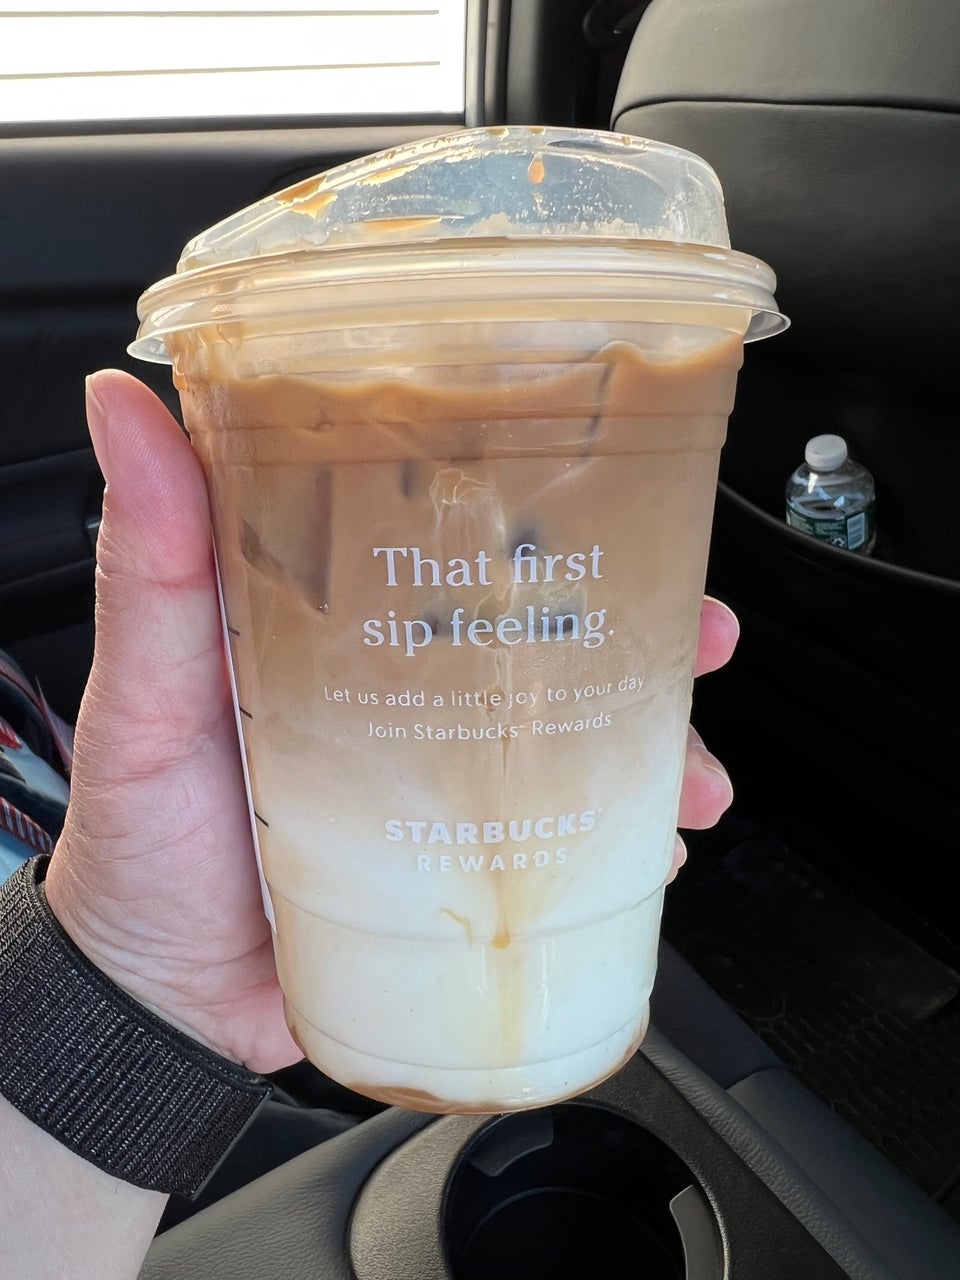 That first
sip feeling.
Let us add a little joy to your day
Join Starbucks® Rewards
STARBUCKS®
REWARDS